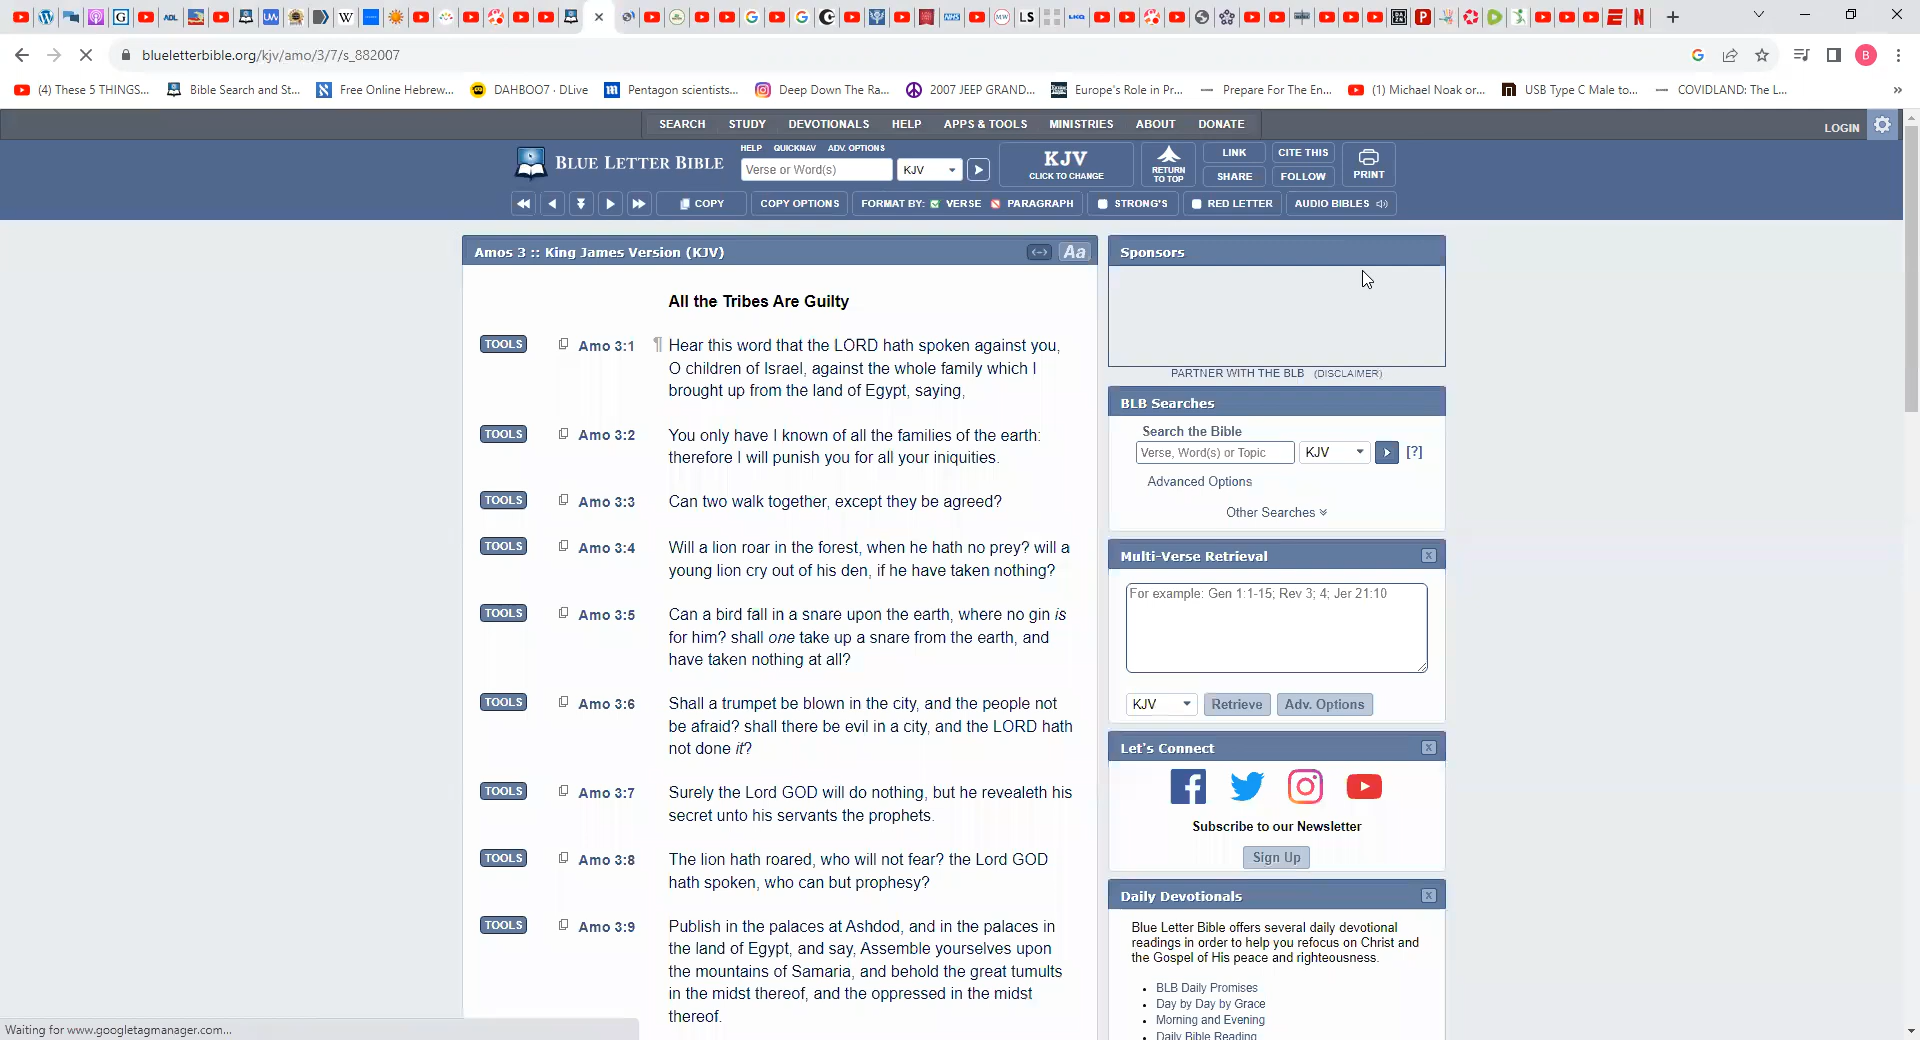 blueletterbible.org/kjv/amo/3/7/s_882007
(4) These 5 THINGS... Bible Search and St... Free Online Hebrew... DAHBOO7 · DLive Pentagon scientists... Deep Down The Ra... 2007 JEEP GRAND... Europe's Role in Pr... Prepare For The En... (1) Michael Noak or... USB Type C Male to... COVIDLAND: The L... »
SEARCH STUDY DEVOTIONALS HELP APPS & TOOLS MINISTRIES ABOUT DONATE
LOGIN
HELP QUICKNAV ADV. OPTIONS
BLUE LETTER BIBLE
Verse or Word(s) KJV
KJV
CLICK TO CHANGE
RETURN
TO TOP
LINK CITE THIS
SHARE FOLLOW
PRINT
COPY COPY OPTIONS FORMAT BY: VERSE PARAGRAPH STRONG'S RED LETTER AUDIO BIBLES
Amos 3 :: King James Version (KJV) Aa
All the Tribes Are Guilty
TOOLS Amo 3:1 ¶ Hear this word that the LORD hath spoken against you,
O children of Israel, against the whole family which I
brought up from the land of Egypt, saying,
TOOLS Amo 3:2 You only have I known of all the families of the earth:
therefore I will punish you for all your iniquities.
TOOLS Amo 3:3 Can two walk together, except they be agreed?
TOOLS Amo 3:4 Will a lion roar in the forest, when he hath no prey? will a
young lion cry out of his den, if he have taken nothing?
TOOLS Amo 3:5 Can a bird fall in a snare upon the earth, where no gin is
for him? shall one take up a snare from the earth, and
have taken nothing at all?
TOOLS Amo 3:6 Shall a trumpet be blown in the city, and the people not
be afraid? shall there be evil in a city, and the LORD hath
not done it?
TOOLS Amo 3:7 Surely the Lord GOD will do nothing, but he revealeth his
secret unto his servants the prophets.
TOOLS Amo 3:8 The lion hath roared, who will not fear? the Lord GOD
hath spoken, who can but prophesy?
TOOLS Amo 3:9 Publish in the palaces at Ashdod, and in the palaces in
the land of Egypt, and say, Assemble yourselves upon
the mountains of Samaria, and behold the great tumults
in the midst thereof, and the oppressed in the midst
thereof.
Sponsors
PARTNER WITH THE BLB (DISCLAIMER)
BLB Searches
Search the Bible
Verse, Word(s) or Topic KJV [?]
Advanced Options
Other Searches
Multi-Verse Retrieval
For example: Gen 1:1-15; Rev 3; 4; Jer 21:10
KJV Retrieve Adv. Options
Let's Connect
Subscribe to our Newsletter
Sign Up
Daily Devotionals
Blue Letter Bible offers several daily devotional
readings in order to help you refocus on Christ and
the Gospel of His peace and righteousness.
BLB Daily Promises
Day by Day by Grace
Morning and Evening
Daily Bible Reading
Waiting for www.googletagmanager.com...